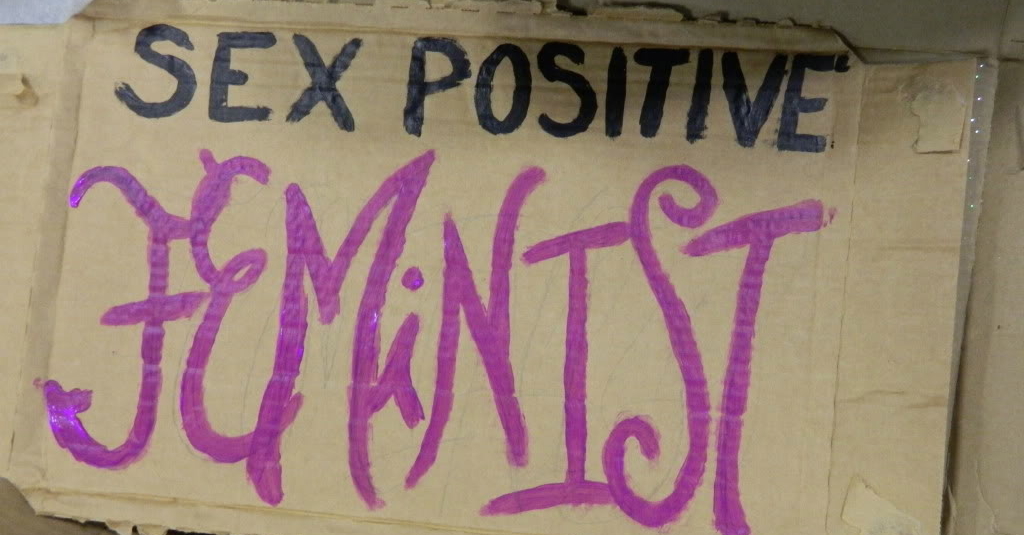 SEX POSITIVE
FEMiNIST